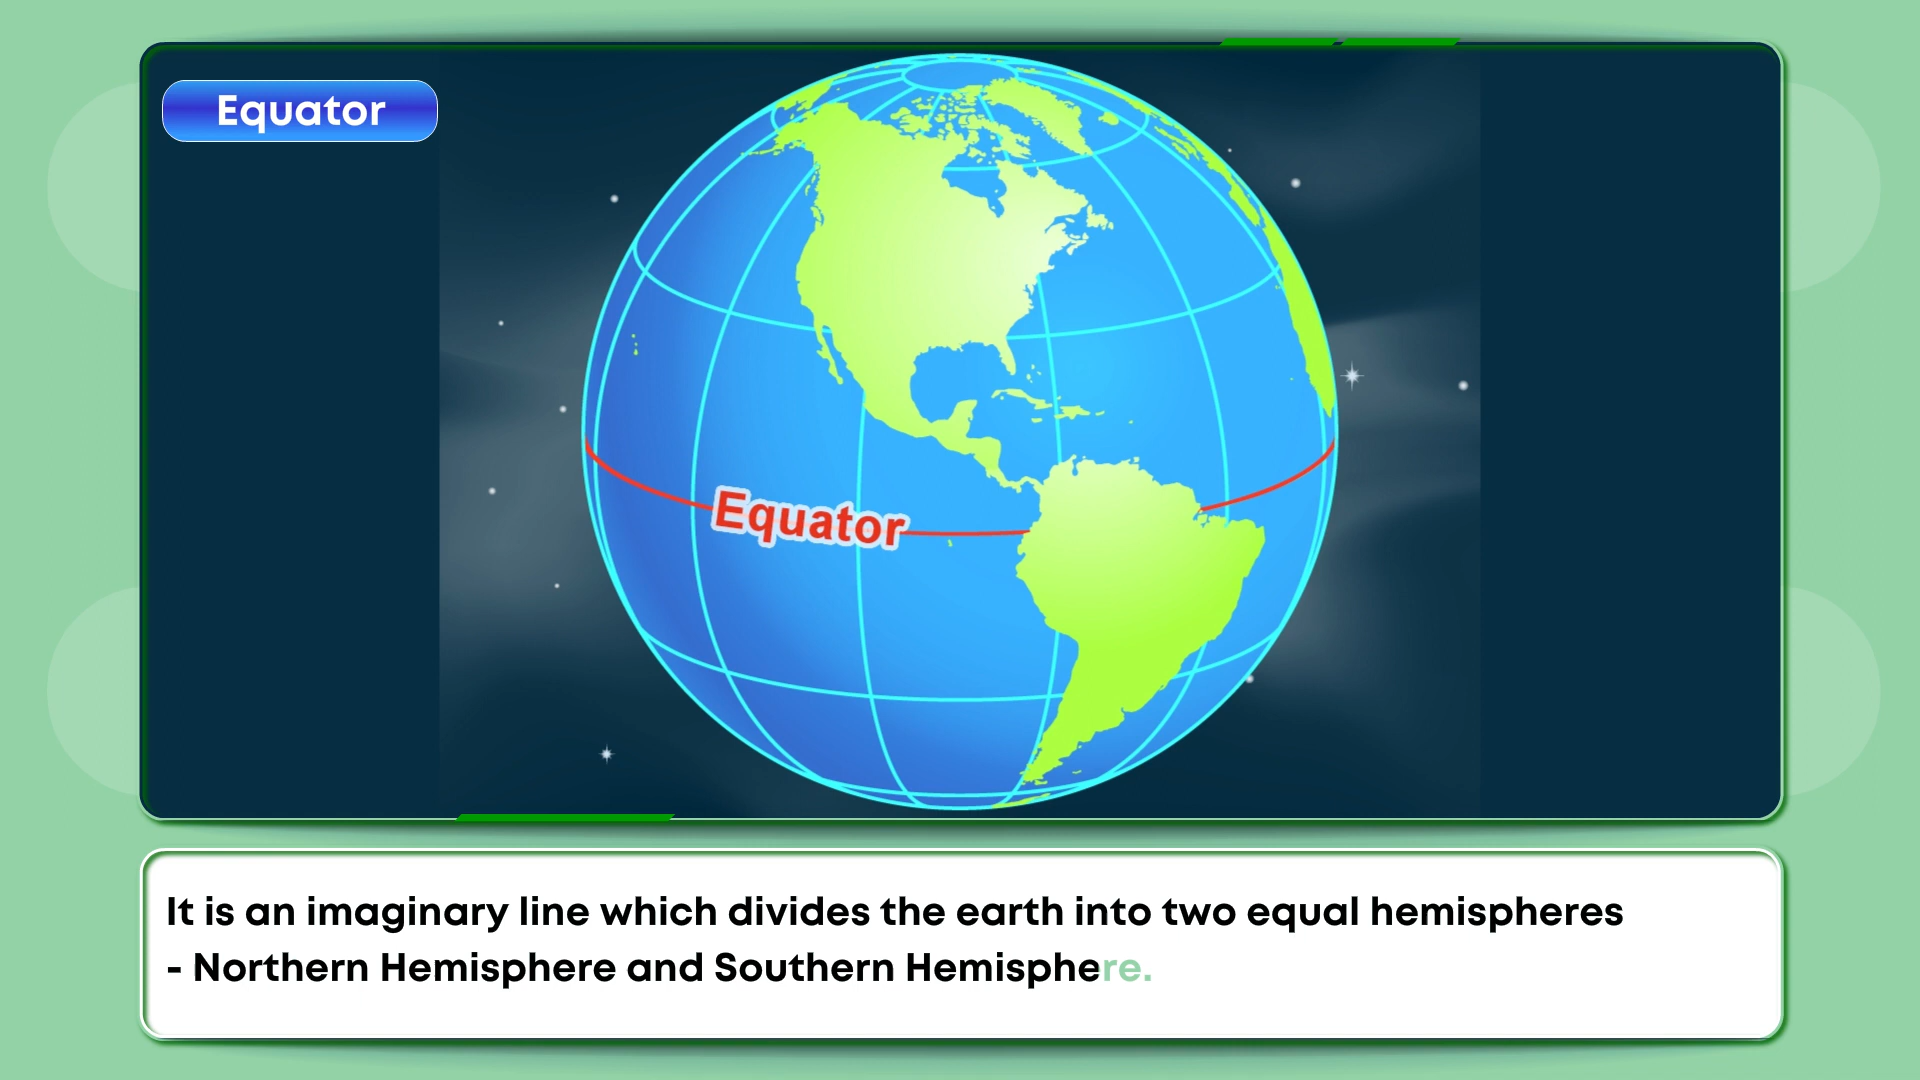 Equator
Equator
It is an imaginary line which divides the earth into two equal hemispheres
- Northern Hemisphere and Southern Hemisphere.